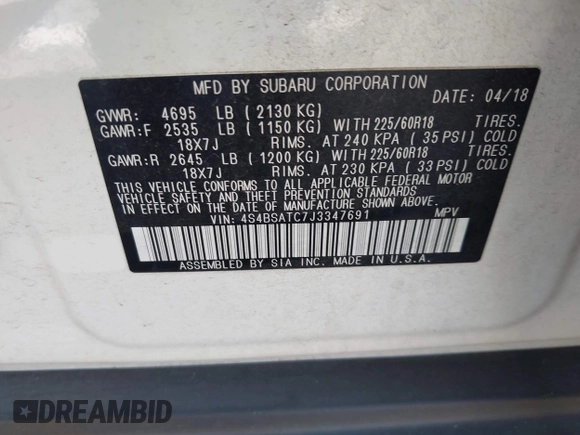 MFD BY SUBARU CORPORATION
DATE: 04/18
GVWR: 4695 LB ( 2130 KG)
GAWR:F 2535 LB ( 1150 KG) WITH 225/60R18 TIRES.
18X7J RIMS. AT 240 KPA ( 35 PSI) COLD.
GAWR:R 2645 LB ( 1200 KG) WITH 225/60R18 TIRES.
18X7J RIMS. AT 230 KPA ( 33 PSI) COLD.
THIS VEHICLE CONFORMS TO ALL APPLICABLE FEDERAL MOTOR
VEHICLE SAFETY AND THEFT PREVENTION STANDARDS
IN EFFECT ON THE DATE OF MANUFACTURE SHOWN ABOVE.
VIN: 4S4BSATC7J3347691 MPV
ASSEMBLED BY SIA INC. MADE IN U.S.A.
DREAMBID